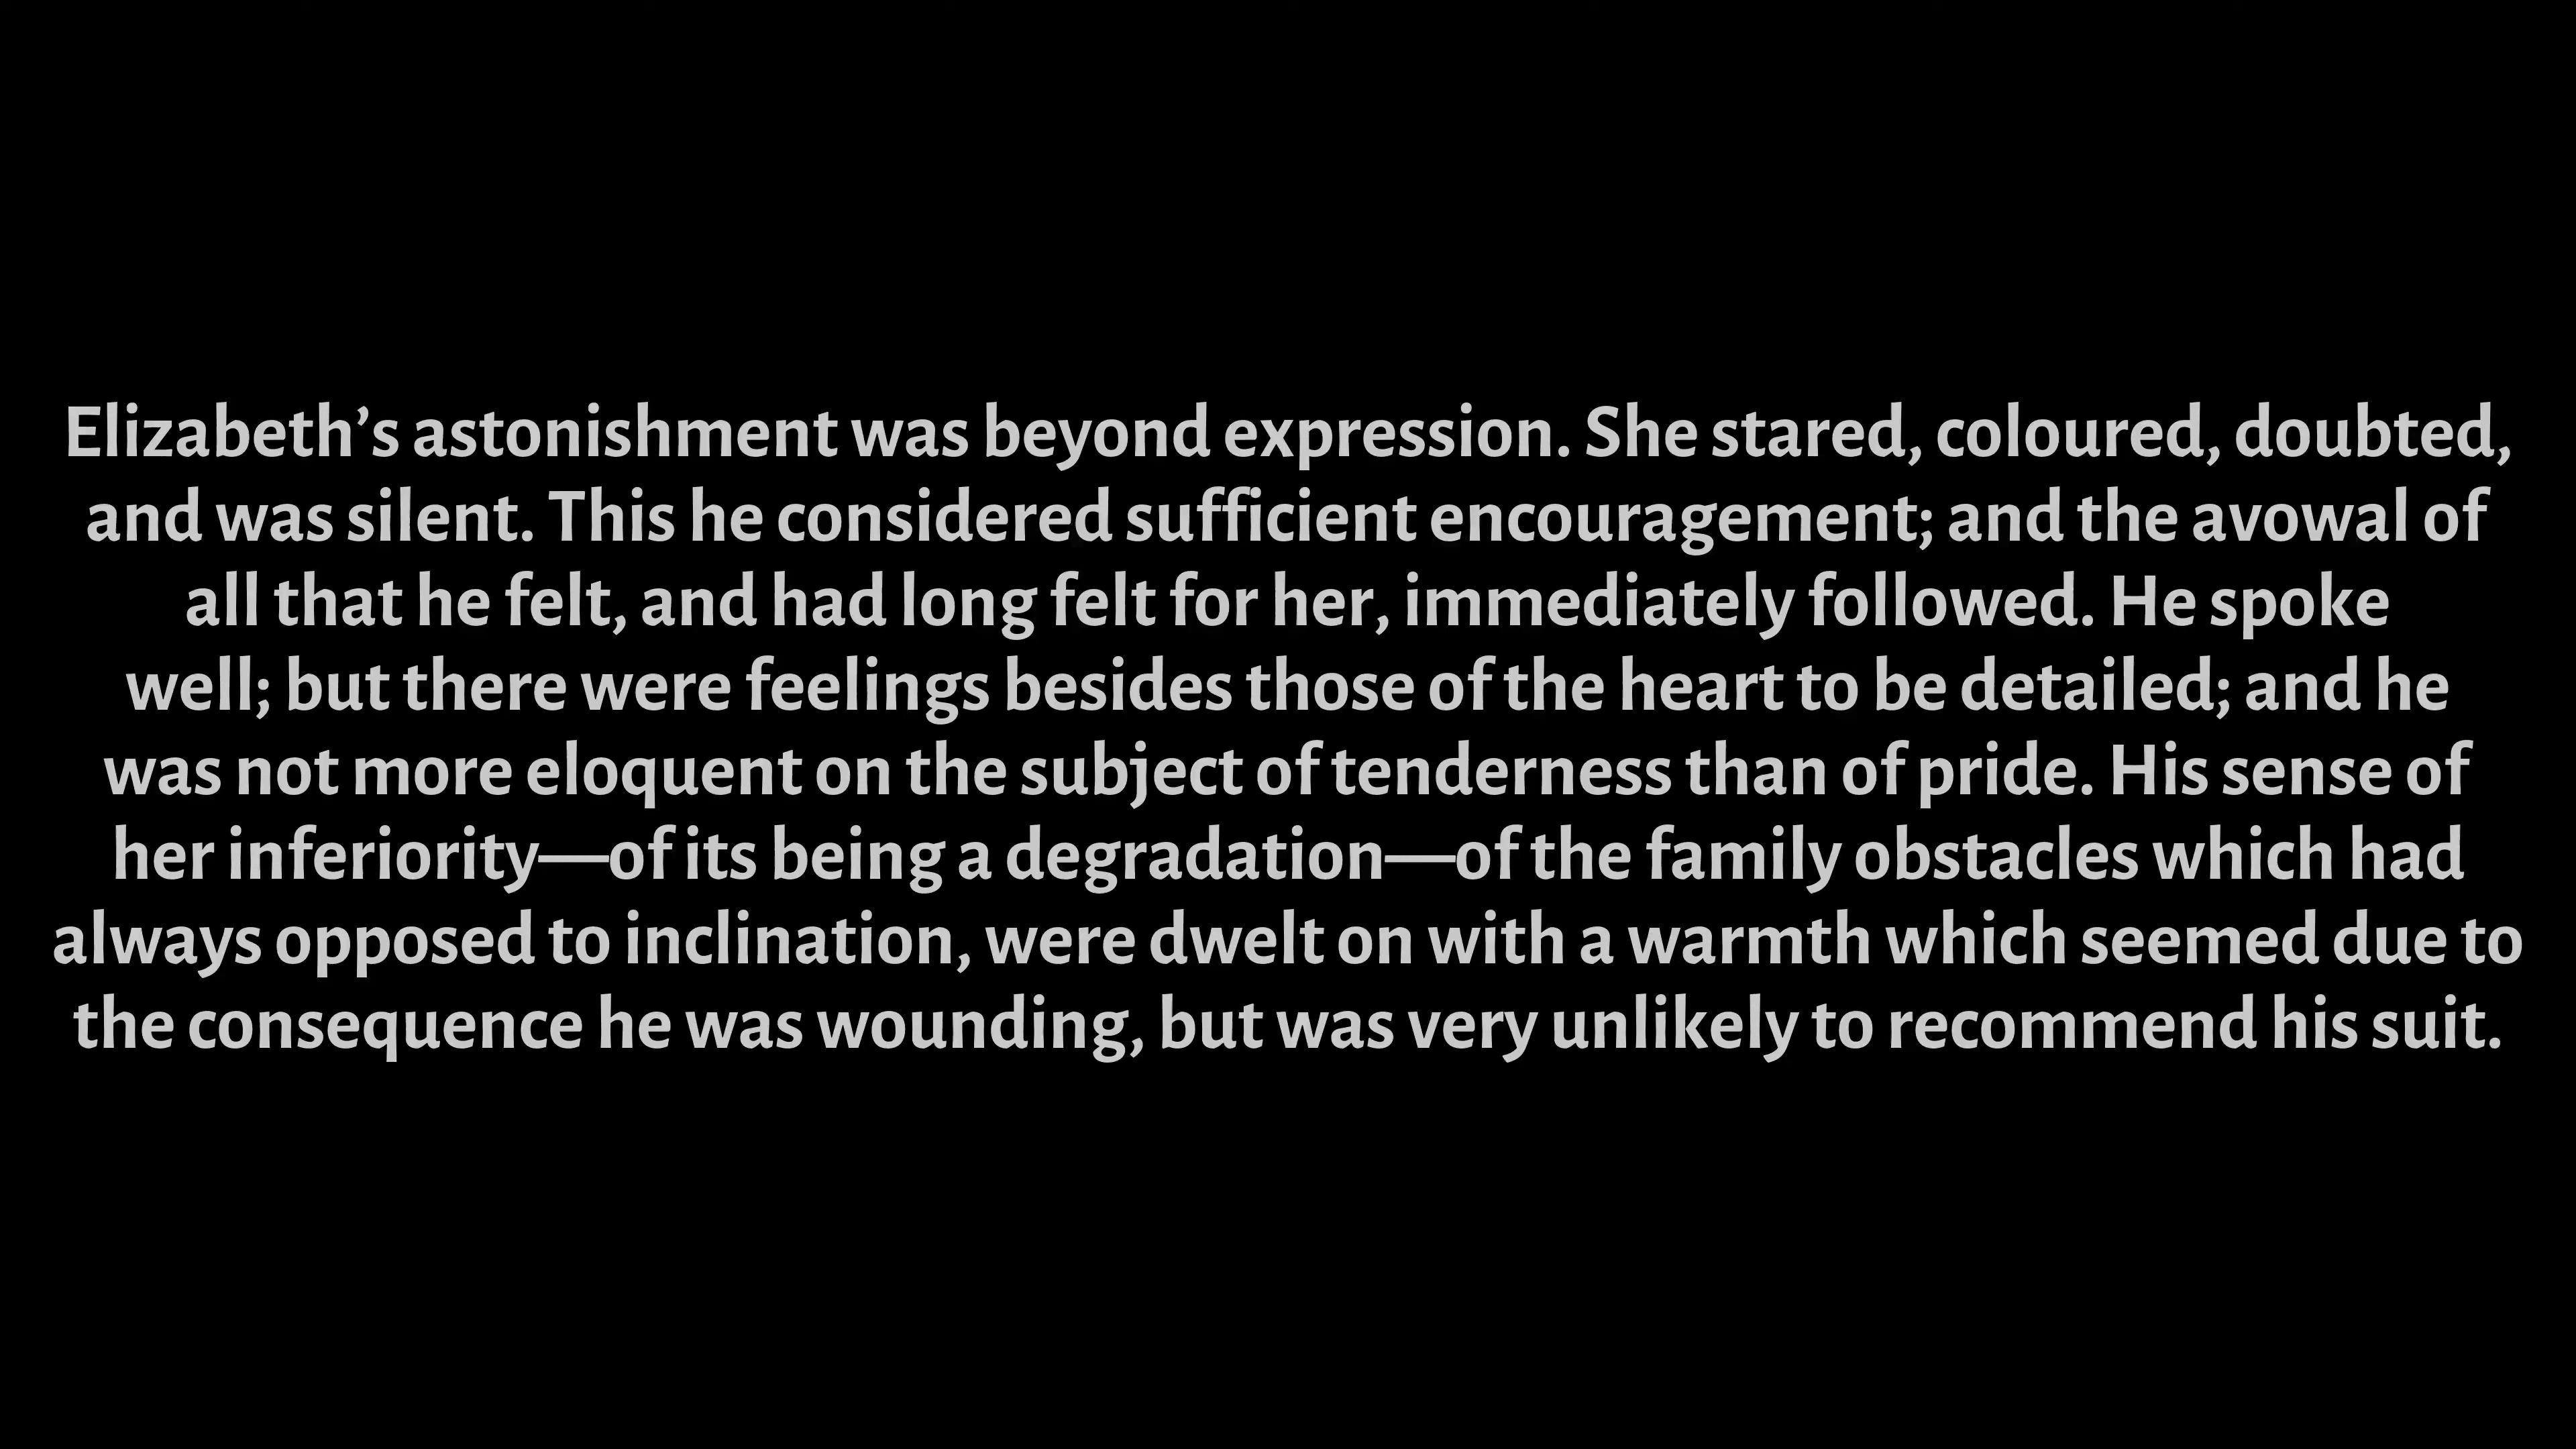 Elizabeth’s astonishment was beyond expression. She stared, coloured, doubted,
and was silent. This he considered sufficient encouragement; and the avowal of
all that he felt, and had long felt for her, immediately followed. He spoke
well; but there were feelings besides those of the heart to be detailed; and he
was not more eloquent on the subject of tenderness than of pride. His sense of
her inferiority—of its being a degradation—of the family obstacles which had
always opposed to inclination, were dwelt on with a warmth which seemed due to
the consequence he was wounding, but was very unlikely to recommend his suit.